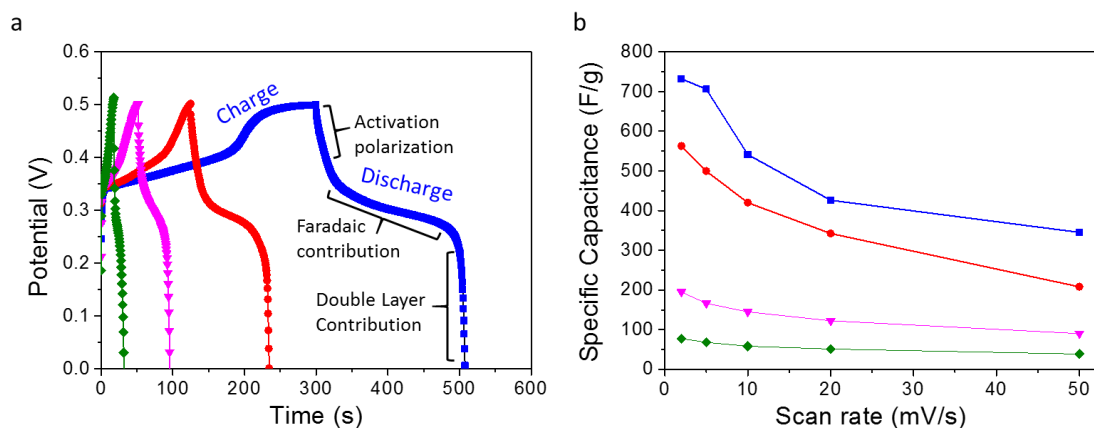 a
0.6
0.5
0.4
0.3
0.2
0.1
0.0
Potential (V)
Charge
Activation
polarization
Discharge
Faradaic
contribution
Double Layer
Contribution
0 100 200 300 400 500 600
Time (s)
b
800
700
600
500
400
300
200
100
0
Specific Capacitance (F/g)
0 10 20 30 40 50
Scan rate (mV/s)